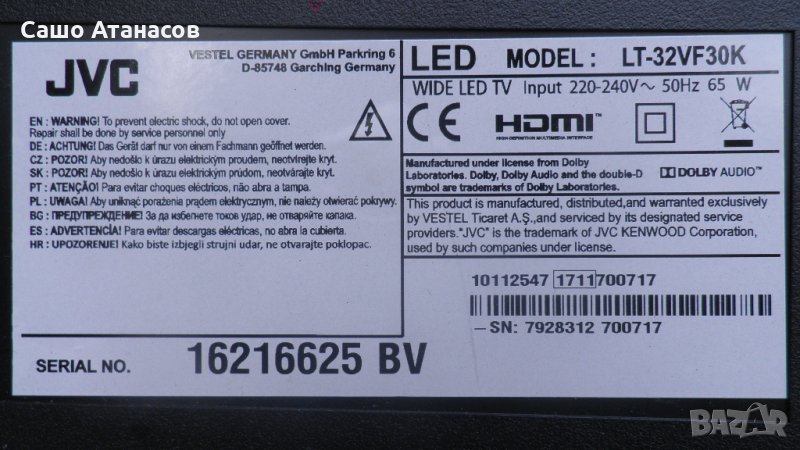 Сашо Атанасов
JVC
VESTEL GERMANY GmbH Parkring 6
D-85748 Garching Germany
EN : WARNING! To prevent electric shock, do not open cover.
Repair shall be done by service personnel only
DE : ACHTUNG! Das Gerät darf nur von einem Fachmann geöffnet werden.
CZ : POZOR! Aby nedošlo k úrazu elektrickým proudem, neotvírejte kryt.
SK : POZOR! Aby nedošlo k úrazu elektrickým prúdom, neotvárajte kryt.
PT : ATENÇÃO! Para evitar choques eléctricos, não abra a tampa.
PL : UWAGA! Aby uniknąć porażenia prądem elektrycznym, nie należy otwierać pokrywy.
BG : ПРЕДУПРЕЖДЕНИЕ! За да избегнете токов удар, не отваряйте капака.
ES : ADVERTENCIA! Para evitar descargas eléctricas, no abra la cubierta.
HR : UPOZORENJE! Kako biste izbjegli strujni udar, ne otvarajte poklopac.
SERIAL NO. 16216625 BV
LED MODEL : LT-32VF30K
WIDE LED TV Input 220-240V~ 50Hz 65 W
CE HDMI
HIGH-DEFINITION MULTIMEDIA INTERFACE
Manufactured under license from Dolby
Laboratories. Dolby, Dolby Audio and the double-D
symbol are trademarks of Dolby Laboratories.
DOLBY AUDIO™
This product is manufactured, distributed,and warranted exclusively
by VESTEL Ticaret A.Ş.,and serviced by its designated service
providers."JVC" is the trademark of JVC KENWOOD Corporation,
used by such companies under license.
10112547 1711 700717
SN: 7928312 700717
BAZAR